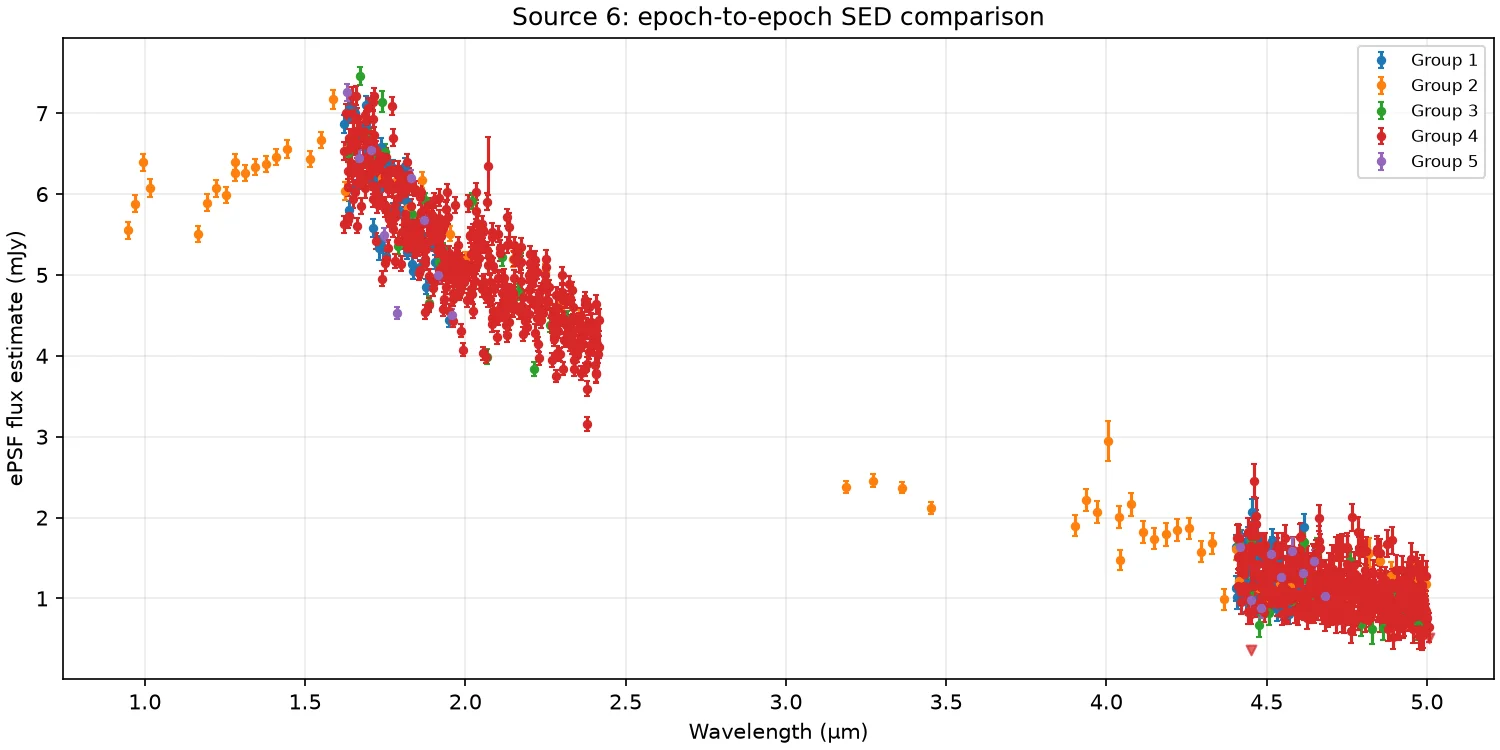 Source 6: epoch-to-epoch SED comparison
ePSF flux estimate (mJy)
7
6
5
4
3
2
1
Group 1
Group 2
Group 3
Group 4
Group 5
1.0 1.5 2.0 2.5 3.0 3.5 4.0 4.5 5.0
Wavelength (μm)